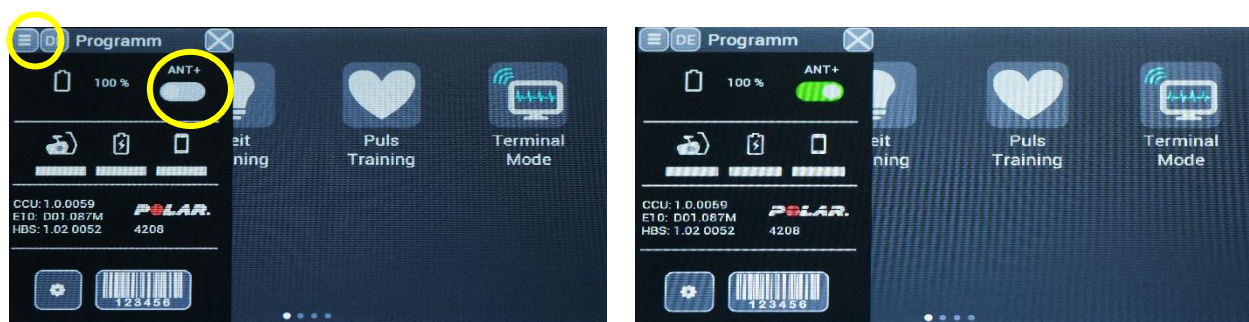 DE Programm
100 %
ANT+
eit
ning
Puls
Training
Terminal
Mode
CCU: 1.0.0059
E10: D01.087M
HBS: 1.02 0052
POLAR.
4208
123456
DE Programm
100 %
ANT+
eit
ning
Puls
Training
Terminal
Mode
CCU: 1.0.0059
E10: D01.087M
HBS: 1.02 0052
POLAR.
4208
123456